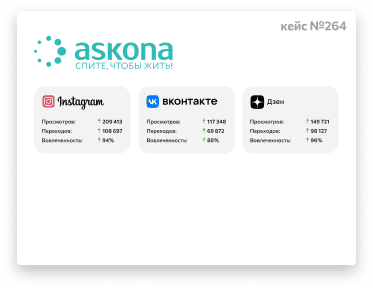 кейс №264
askona
СПИТЕ, ЧТОБЫ ЖИТЬ!
Instagram
Просмотров: ↑ 209 413
Переходов: ↑ 108 697
Вовлеченность: ↑ 94%
вконтакте
Просмотров: ↑ 117 348
Переходов: ↑ 69 872
Вовлеченность: ↑ 88%
Дзен
Просмотров: ↑ 149 721
Переходов: ↑ 98 127
Вовлеченность: ↑ 96%